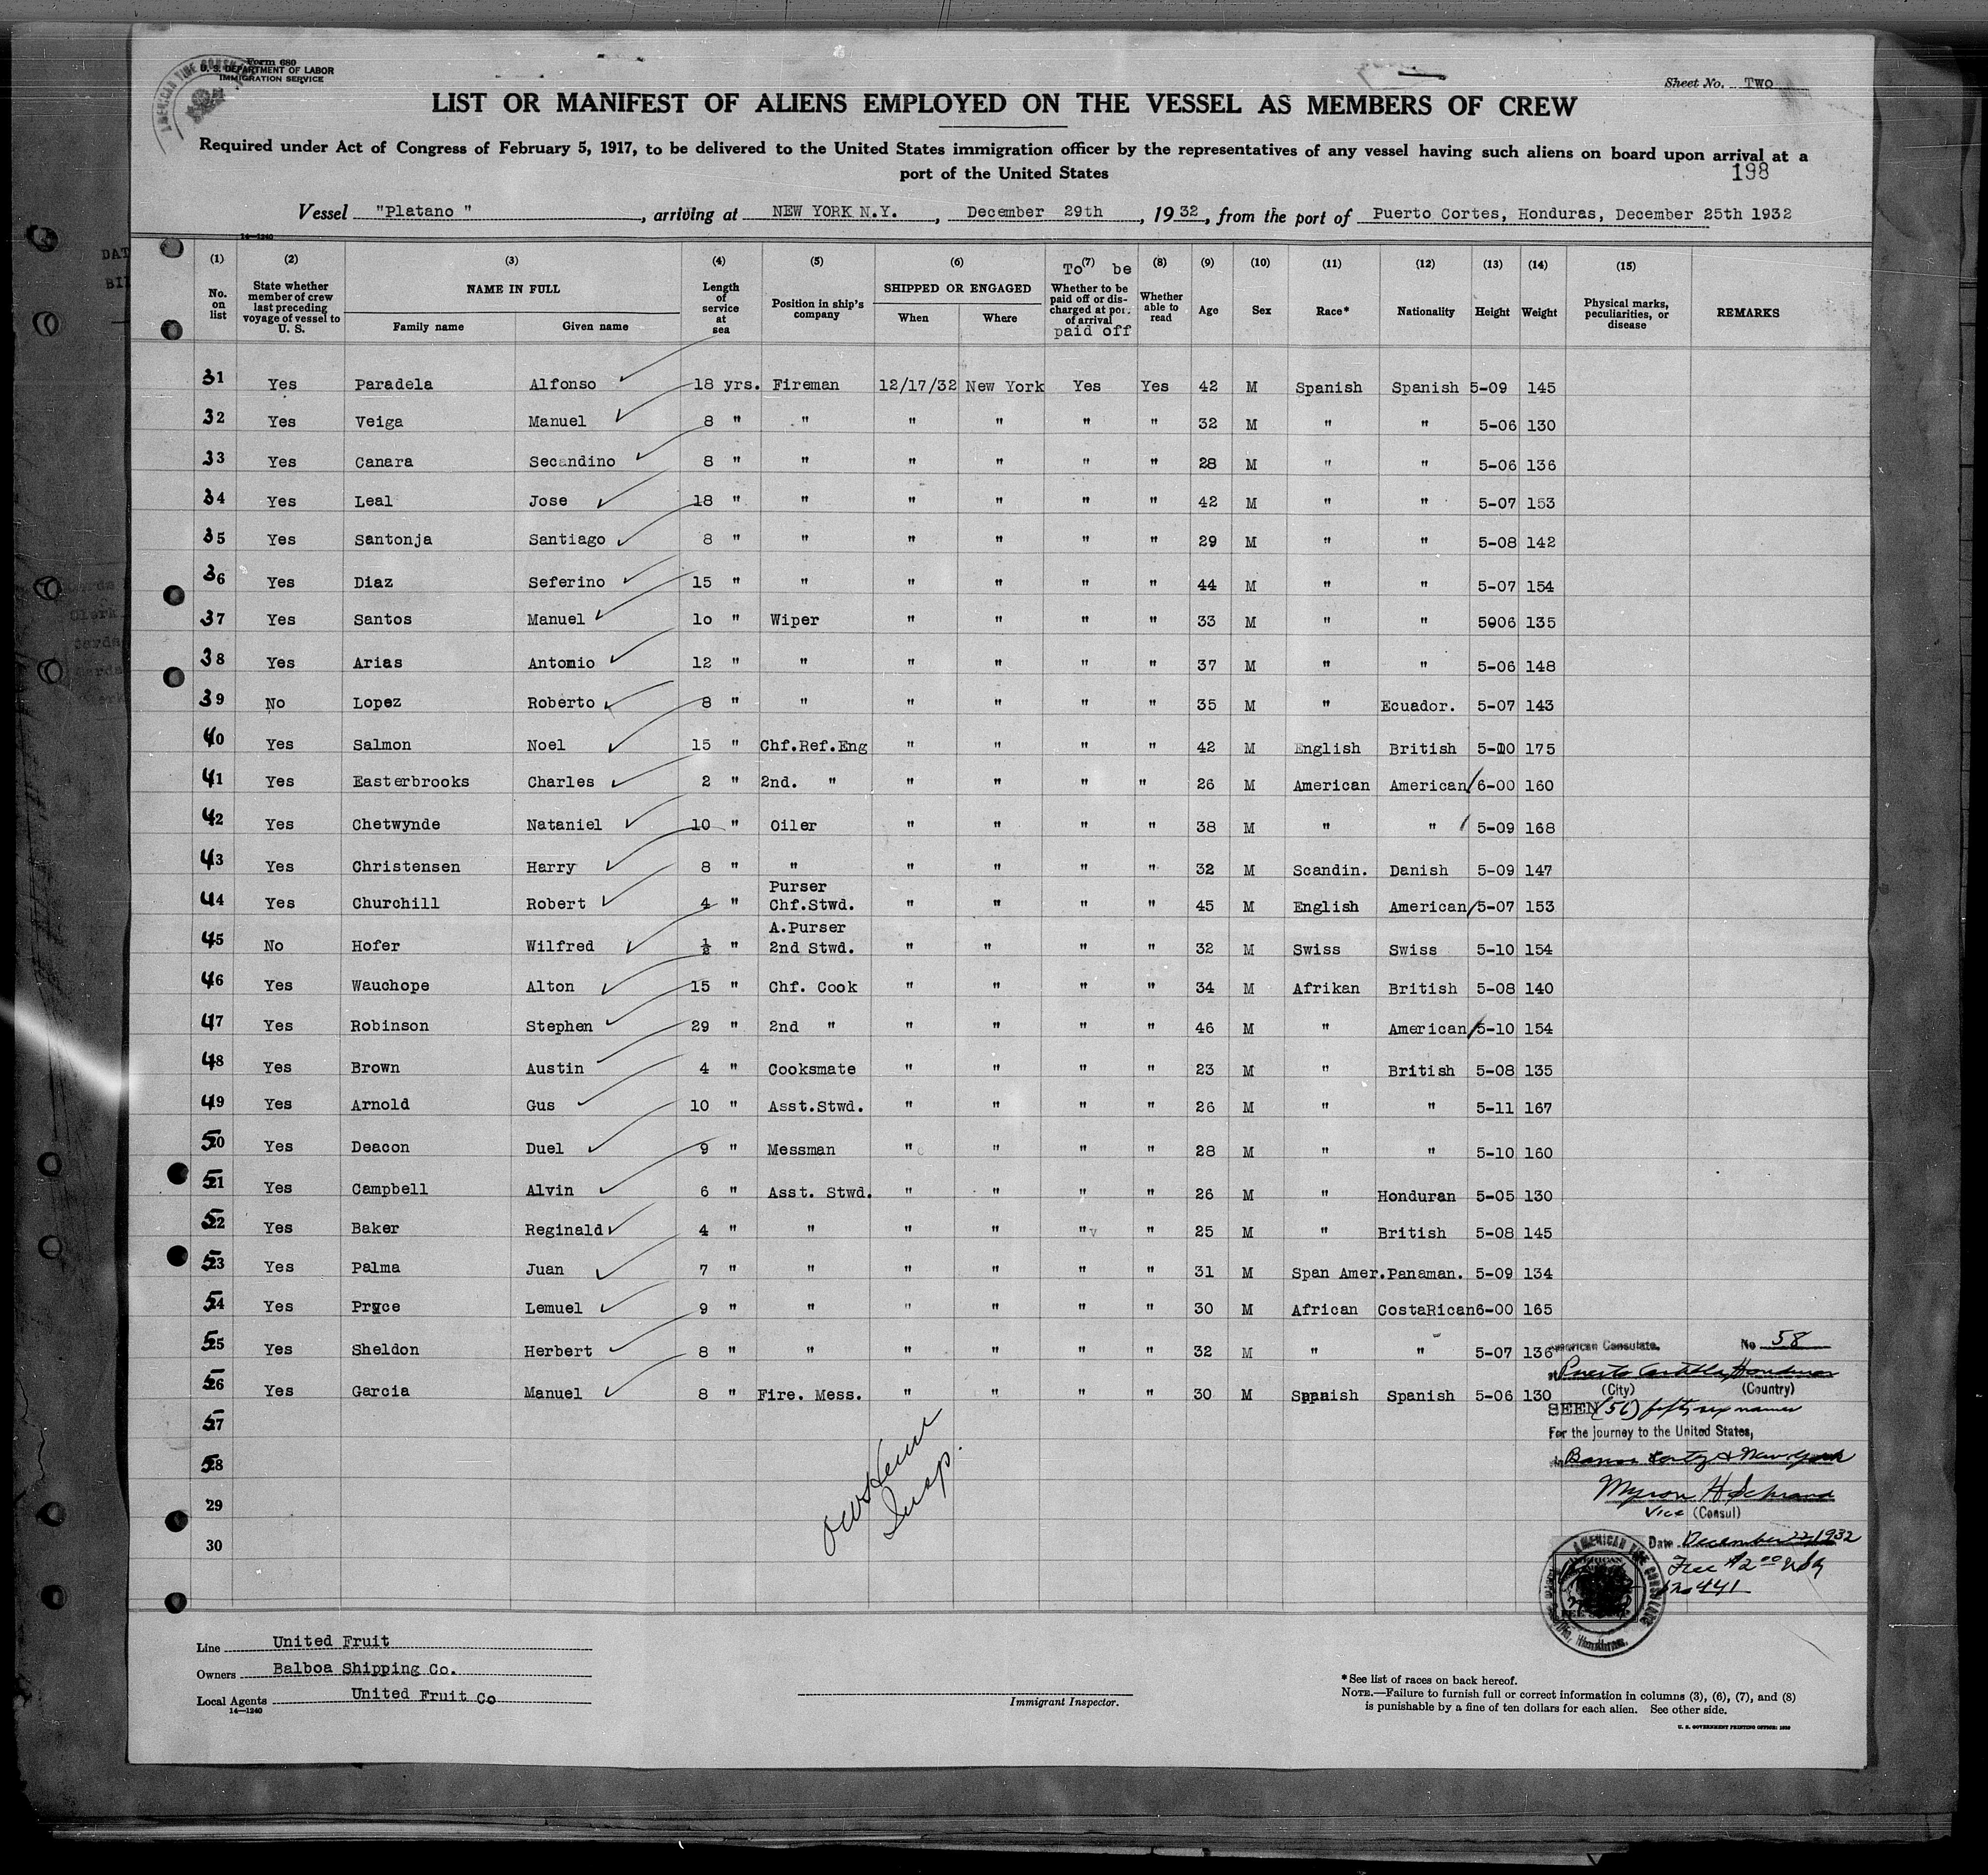 Form 680
U. S. DEPARTMENT OF LABOR
IMMIGRATION SERVICE
Sheet No. Two
LIST OR MANIFEST OF ALIENS EMPLOYED ON THE VESSEL AS MEMBERS OF CREW
Required under Act of Congress of February 5, 1917, to be delivered to the United States immigration officer by the representatives of any vessel having such aliens on board upon arrival at a
port of the United States
198
Vessel "Platano", arriving at NEW YORK N.Y., December 29th, 1932, from the port of Puerto Cortes, Honduras, December 25th 1932
14—1240
(1) No. on list
(2) State whether member of crew last preceding voyage of vessel to U. S.
(3) NAME IN FULL Family name Given name
(4) Length of service at sea
(5) Position in ship's company
(6) SHIPPED OR ENGAGED When Where
(7) To be Whether to be paid off or discharged at port of arrival paid off
(8) Whether able to read
(9) Age
(10) Sex
(11) Race*
(12) Nationality
(13) Height
(14) Weight
(15) Physical marks, peculiarities, or disease
REMARKS
31 Yes Paradela Alfonso 18 yrs. Fireman 12/17/32 New York Yes Yes 42 M Spanish Spanish 5-09 145
32 Yes Veiga Manuel 8 " " " " " " 32 M " " 5-06 130
33 Yes Canara Secandino 8 " " " " " " 28 M " " 5-06 136
34 Yes Leal Jose 18 " " " " " " 42 M " " 5-07 153
35 Yes Santonja Santiago 8 " " " " " " 29 M " " 5-08 142
36 Yes Diaz Seferino 15 " " " " " " 44 M " " 5-07 154
37 Yes Santos Manuel lo " Wiper " " " " 33 M " " 5006 135
38 Yes Arias Antonio 12 " " " " " " 37 M " " 5-06 148
39 No Lopez Roberto 8 " " " " " " 35 M " Ecuador. 5-07 143
40 Yes Salmon Noel 15 " Chf.Ref.Eng " " " " 42 M English British 5-10 175
41 Yes Easterbrooks Charles 2 " 2nd. " " " " " 26 M American American 6-00 160
42 Yes Chetwynde Nataniel 10 " Oiler " " " " 38 M " " 5-09 168
43 Yes Christensen Harry 8 " " " " " " 32 M Scandin. Danish 5-09 147
44 Yes Churchill Robert 4 " Purser Chf.Stwd. " " " " 45 M English American 5-07 153
45 No Hofer Wilfred ½ " A.Purser 2nd Stwd. " " " " 32 M Swiss Swiss 5-10 154
46 Yes Wauchope Alton 15 " Chf. Cook " " " " 34 M Afrikan British 5-08 140
47 Yes Robinson Stephen 29 " 2nd " " " " " 46 M " American 5-10 154
48 Yes Brown Austin 4 " Cooksmate " " " " 23 M " British 5-08 135
49 Yes Arnold Gus 10 " Asst.Stwd. " " " " 26 M " " 5-11 167
50 Yes Deacon Duel 9 " Messman " " " " 28 M " " 5-10 160
51 Yes Campbell Alvin 6 " Asst. Stwd. " " " " 26 M " Honduran 5-05 130
52 Yes Baker Reginald 4 " " " " " " 25 M " British 5-08 145
53 Yes Palma Juan 7 " " " " " " 31 M Span Amer. Panaman. 5-09 134
54 Yes Pryce Lemuel 9 " " " " " " 30 M African CostaRican 6-00 165
55 Yes Sheldon Herbert 8 " " " " " " 32 M " " 5-07 136
56 Yes Garcia Manuel 8 " Fire. Mess. " " " " 30 M Spanish Spanish 5-06 130
57
58
29
30
American Consulate. No 58
Puerto Castilla, Honduras
(City) (Country)
SEEN (56) fifty six names
For the journey to the United States,
New York
Myron H Schraud
Vice (Consul)
Date December 22, 1932
Fee $2.00
No 441
Insp.
Line United Fruit
Owners Balboa Shipping Co.
Local Agents United Fruit Co
14—1240
Immigrant Inspector.
*See list of races on back hereof.
NOTE.—Failure to furnish full or correct information in columns (3), (6), (7), and (8)
is punishable by a fine of ten dollars for each alien. See other side.
U. S. GOVERNMENT PRINTING OFFICE: 1930